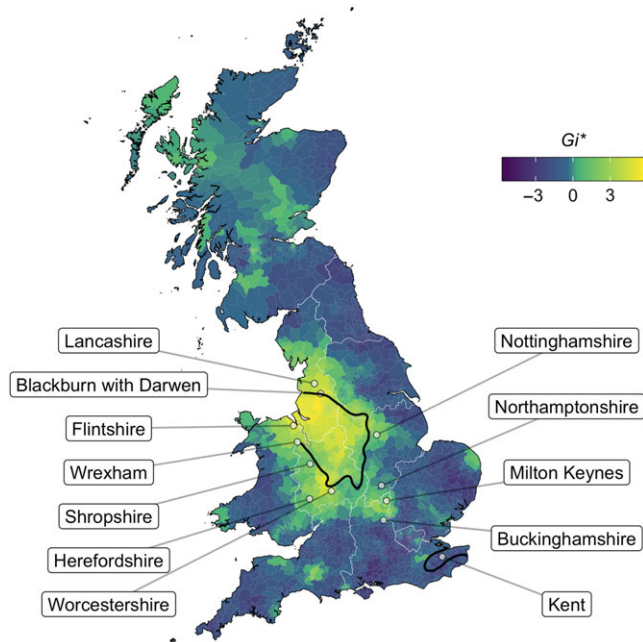 Gi*
−3 0 3
Lancashire
Nottinghamshire
Blackburn with Darwen
Northamptonshire
Flintshire
Wrexham
Milton Keynes
Shropshire
Buckinghamshire
Herefordshire
Worcestershire
Kent